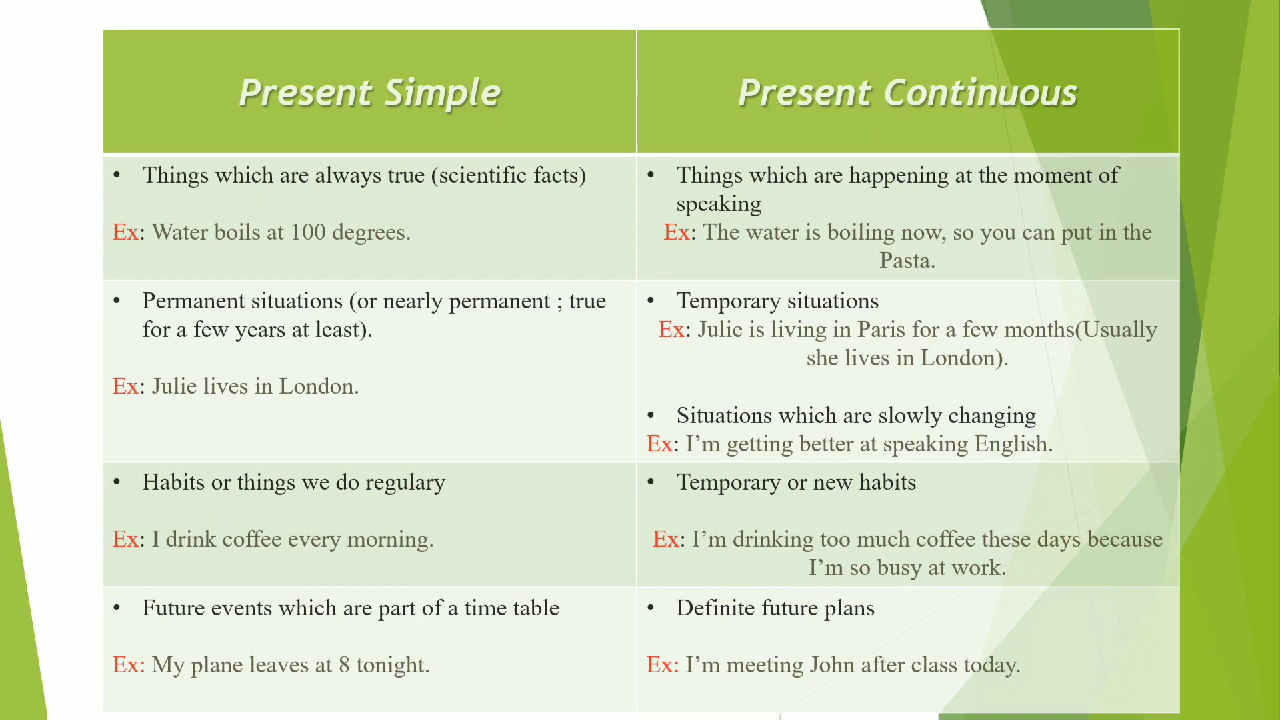 Present Simple
Present Continuous
• Things which are always true (scientific facts)
Ex: Water boils at 100 degrees.
• Things which are happening at the moment of
speaking
Ex: The water is boiling now, so you can put in the
Pasta.
• Permanent situations (or nearly permanent ; true
for a few years at least).
Ex: Julie lives in London.
• Temporary situations
Ex: Julie is living in Paris for a few months(Usually
she lives in London).
• Situations which are slowly changing
Ex: I’m getting better at speaking English.
• Habits or things we do regulary
Ex: I drink coffee every morning.
• Temporary or new habits
Ex: I’m drinking too much coffee these days because
I’m so busy at work.
• Future events which are part of a time table
Ex: My plane leaves at 8 tonight.
• Definite future plans
Ex: I’m meeting John after class today.